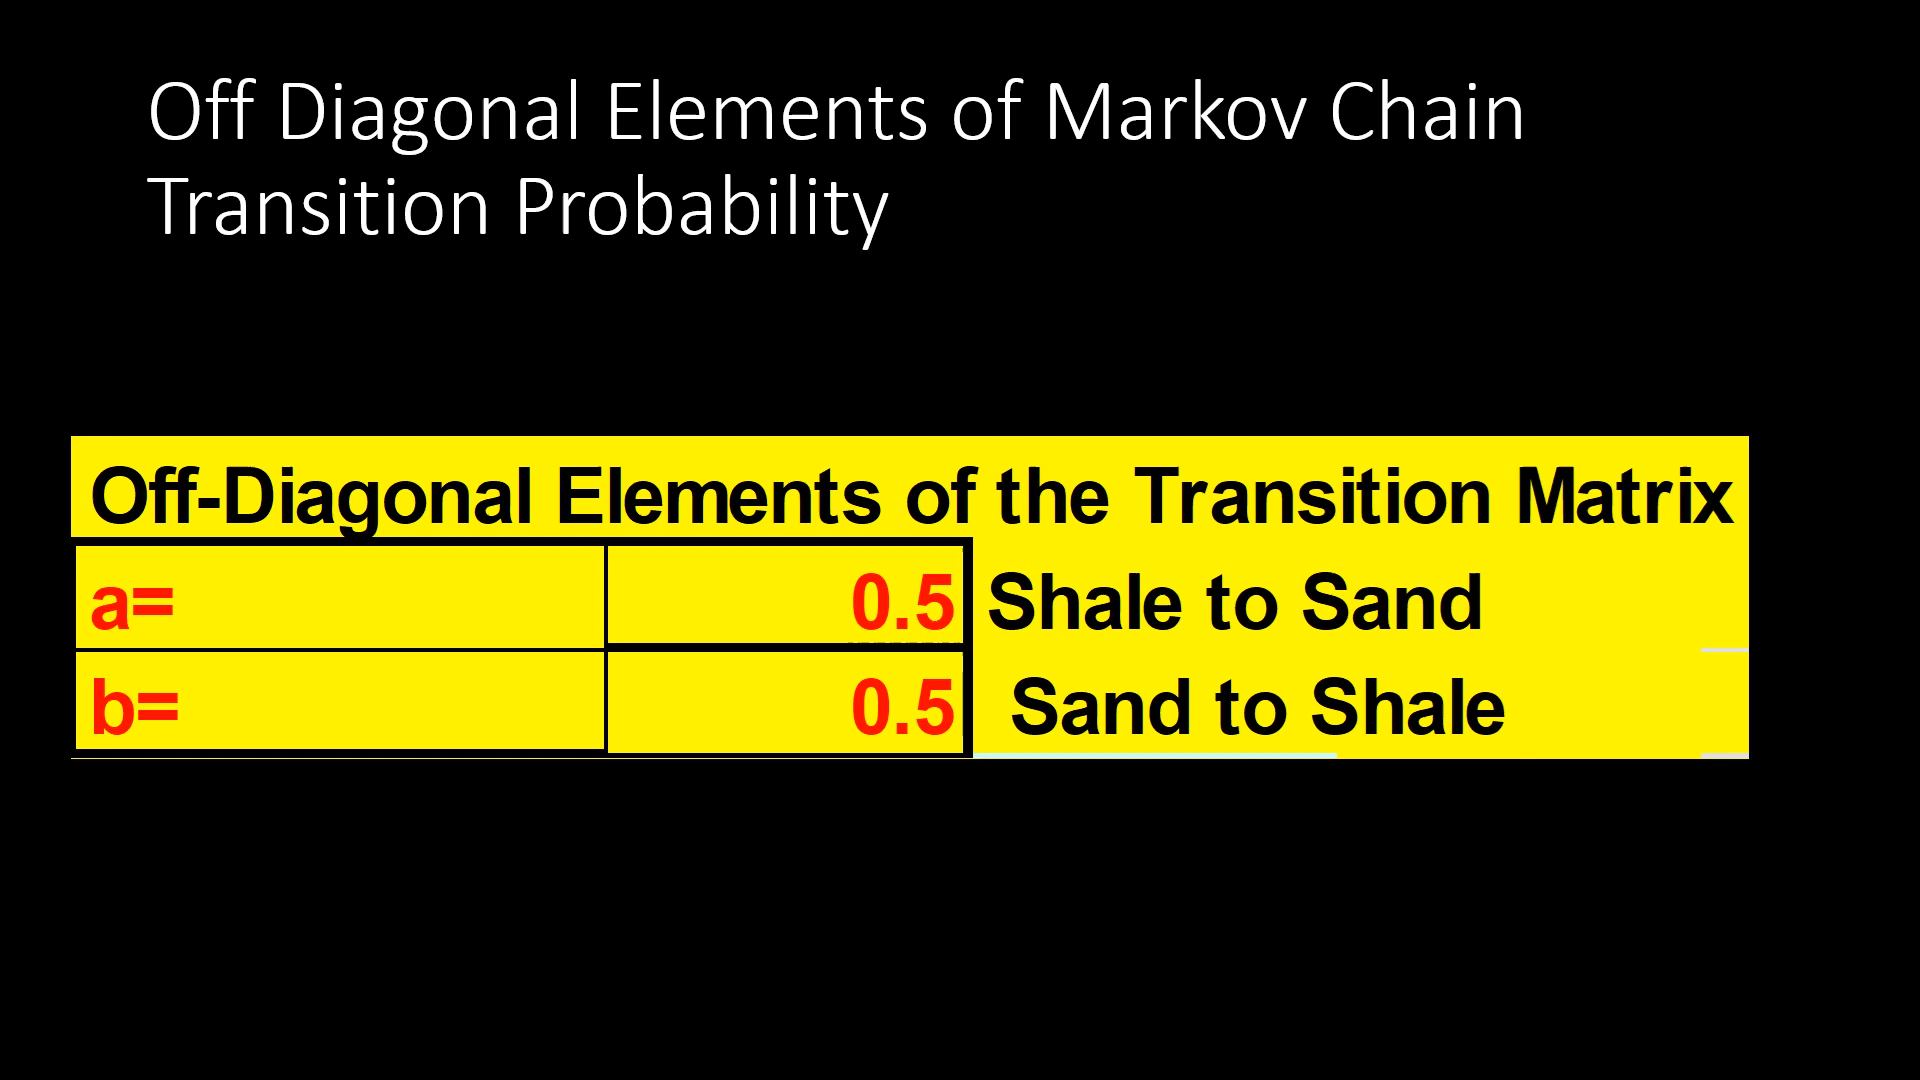 Off Diagonal Elements of Markov Chain
Transition Probability
Off-Diagonal Elements of the Transition Matrix
a= 0.5 Shale to Sand
b= 0.5 Sand to Shale